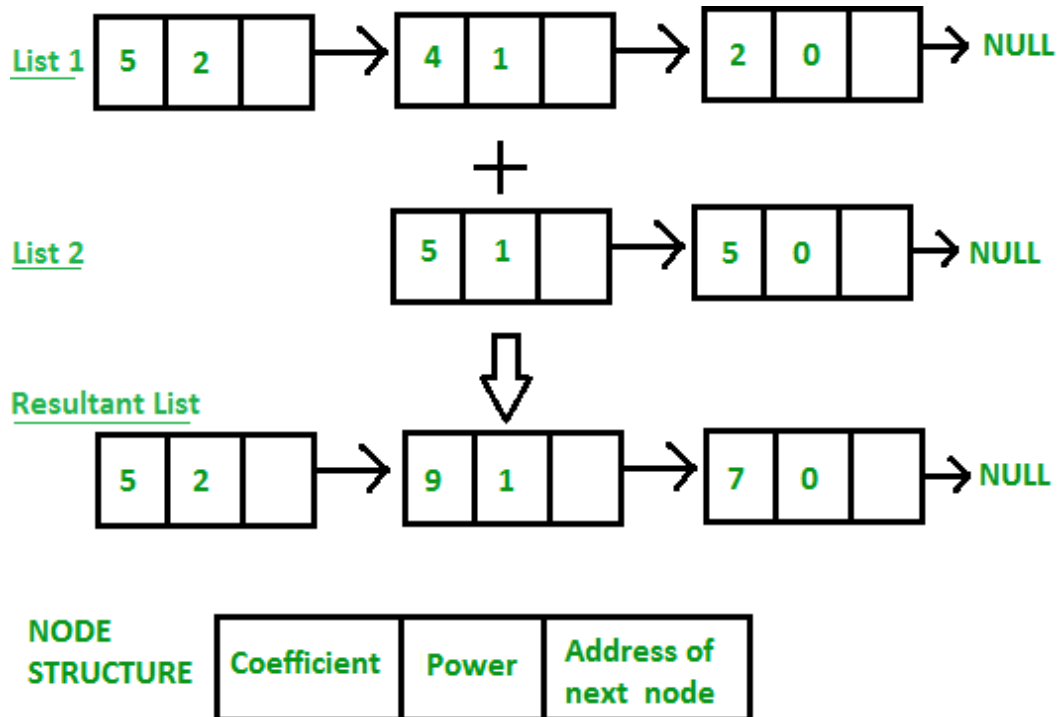 List 1 5 2 4 1 2 0 NULL
+
List 2 5 1 5 0 NULL
Resultant List
5 2 9 1 7 0 NULL
NODE STRUCTURE
Coefficient
Power
Address of
next node